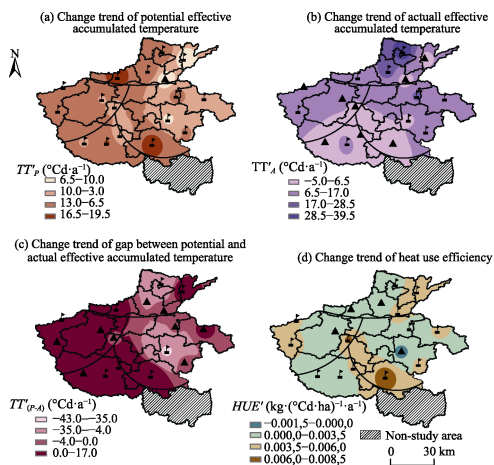 (a) Change trend of potential effective
accumulated temperature
(b) Change trend of actuall effective
accumulated temperature
N
TT′P (°Cd·a⁻¹)
6.5−10.0
10.0−3.0
13.0−6.5
16.5−19.5
TT′A (°Cd·a⁻¹)
−5.0−6.5
6.5−17.0
17.0−28.5
28.5−39.5
(c) Change trend of gap between potential and
actual effective accumulated temperature
(d) Change trend of heat use efficiency
TT′(P-A) (°Cd·a⁻¹)
−43.0−−35.0
−35.0−−4.0
−4.0−0.0
0.0−17.0
HUE′ (kg·(°Cd·ha)⁻¹·a⁻¹)
−0.001,5−0.000,0
0.000,0−0.003,5
0.003,5−0.006,0
0.006,0−0.008,5
Non-study area
0 30 km